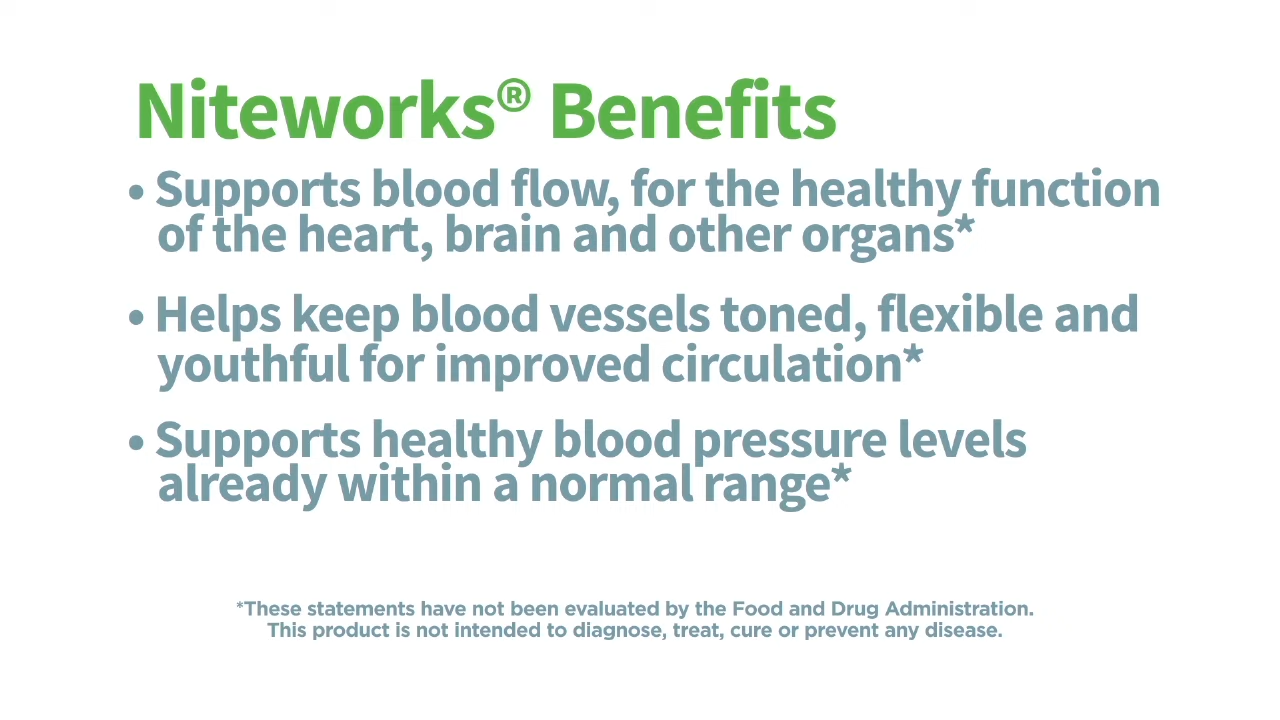 Niteworks® Benefits
• Supports blood flow, for the healthy function
of the heart, brain and other organs*
• Helps keep blood vessels toned, flexible and
youthful for improved circulation*
• Supports healthy blood pressure levels
already within a normal range*
*These statements have not been evaluated by the Food and Drug Administration.
This product is not intended to diagnose, treat, cure or prevent any disease.